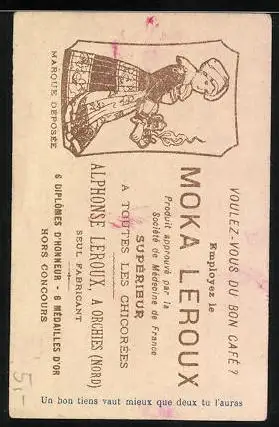 VOULEZ-VOUS DU BON CAFÉ ?
Employez le
MOKA LEROUX
Produit approuvé par la
Société de Médecine de France
SUPÉRIEUR
A TOUTES LES CHICORÉES
ALPHONSE LEROUX, A ORCHIES (NORD)
SEUL FABRICANT
6 DIPLÔMES D'HONNEUR - 6 MÉDAILLES D'OR
HORS CONCOURS
MARQUE DÉPOSÉE
Un bon tiens vaut mieux que deux tu l'auras